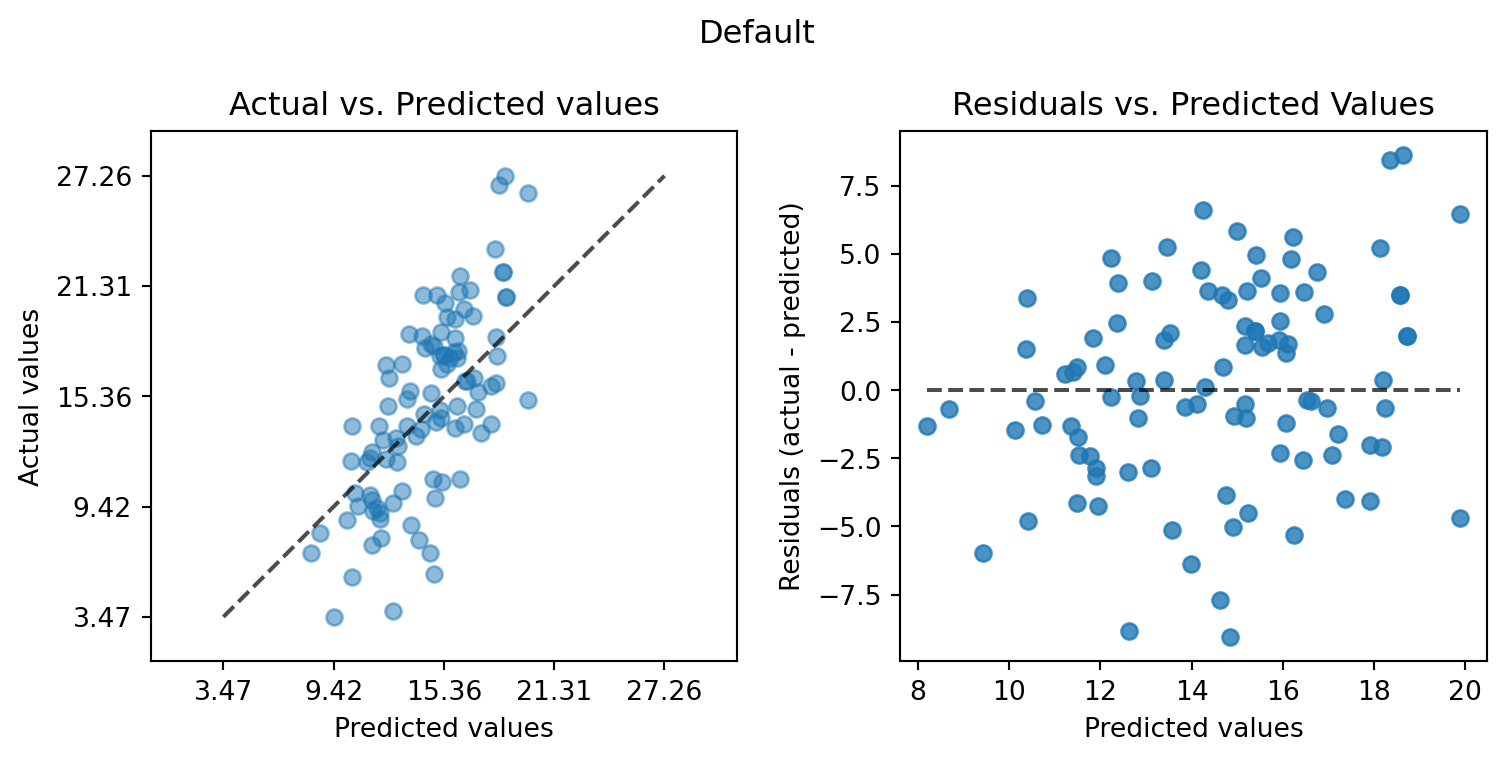 Default
Actual vs. Predicted values
Actual values
27.26
21.31
15.36
9.42
3.47
3.47 9.42 15.36 21.31 27.26
Predicted values
Residuals vs. Predicted Values
Residuals (actual - predicted)
7.5
5.0
2.5
0.0
−2.5
−5.0
−7.5
8 10 12 14 16 18 20
Predicted values